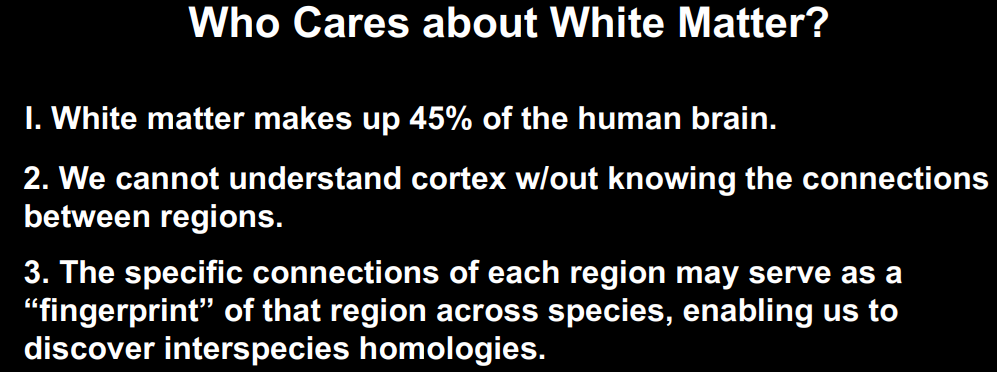 Who Cares about White Matter?
I. White matter makes up 45% of the human brain.
2. We cannot understand cortex w/out knowing the connections
between regions.
3. The specific connections of each region may serve as a
“fingerprint” of that region across species, enabling us to
discover interspecies homologies.